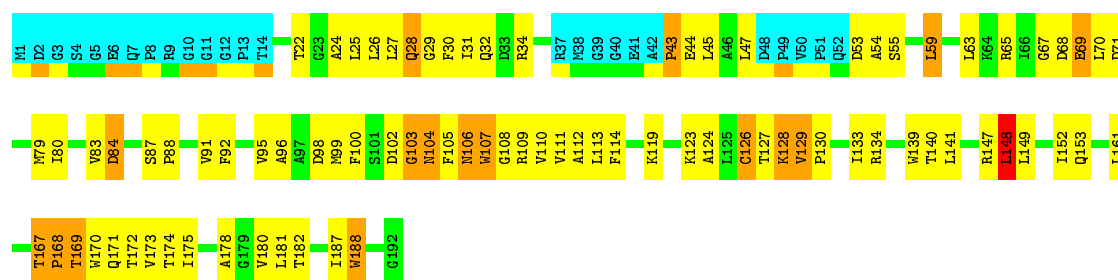 M1 D2 G3 S4 G5 E6 Q7 P8 R9 G10 G11 G12 P13 T14 T22 G23 A24 L25 L26 L27 Q28 G29 F30 I31 Q32 D33 R34 R37 M38 G39 G40 E41 A42 P43 E44 L45 A46 L47 D48 P49 V50 P51 Q52 D53 A54 S55 L59 L63 K64 R65 I66 G67 D68 E69 L70
M79 I80 V83 D84 S87 P88 V91 F92 V95 A96 A97 D98 M99 F100 S101 D102 G103 N104 F105 N106 W107 G108 R109 V110 V111 A112 L113 F114 K119 K123 A124 L125 C126 T127 K128 V129 P130 I133 R134 W139 T140 L141 R147 L148 L149 I152 Q153 L161
T167 P168 T169 W170 Q171 T172 V173 T174 I175 A178 G179 V180 L181 T182 I187 W188 G192